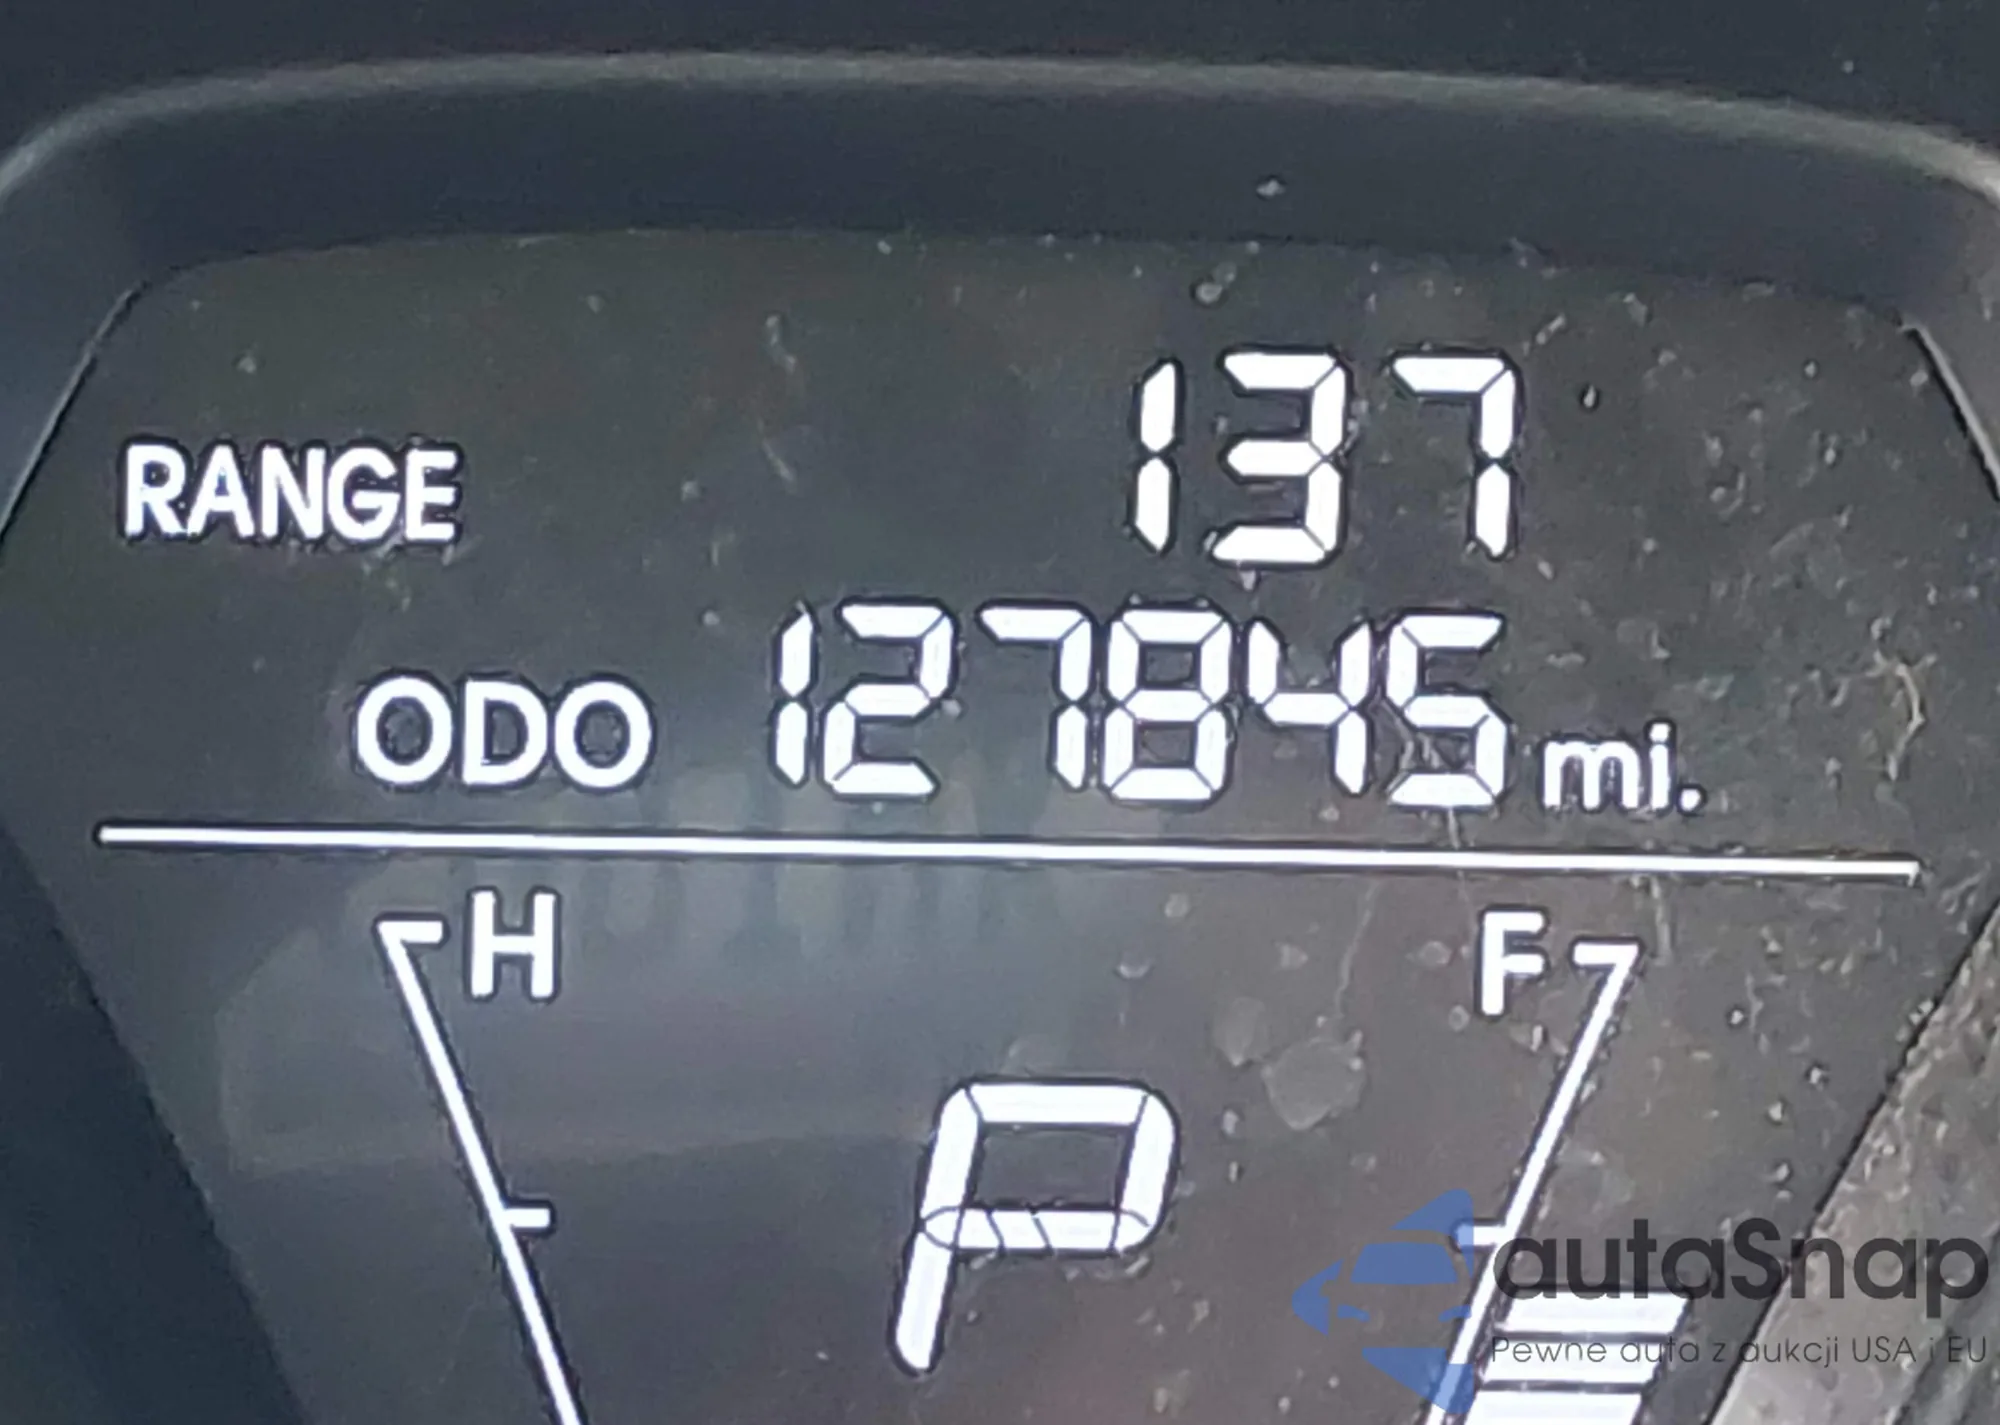 RANGE 137
ODO 127845 mi.
H F
P
autaSnap
Pewne auta z aukcji USA i EU